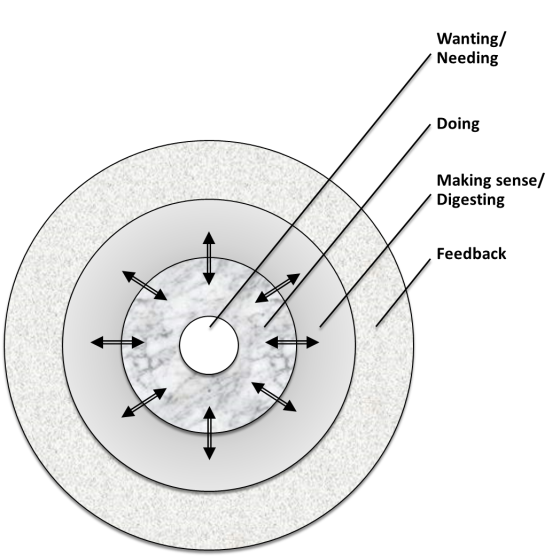 Wanting/
Needing
Doing
Making sense/
Digesting
Feedback